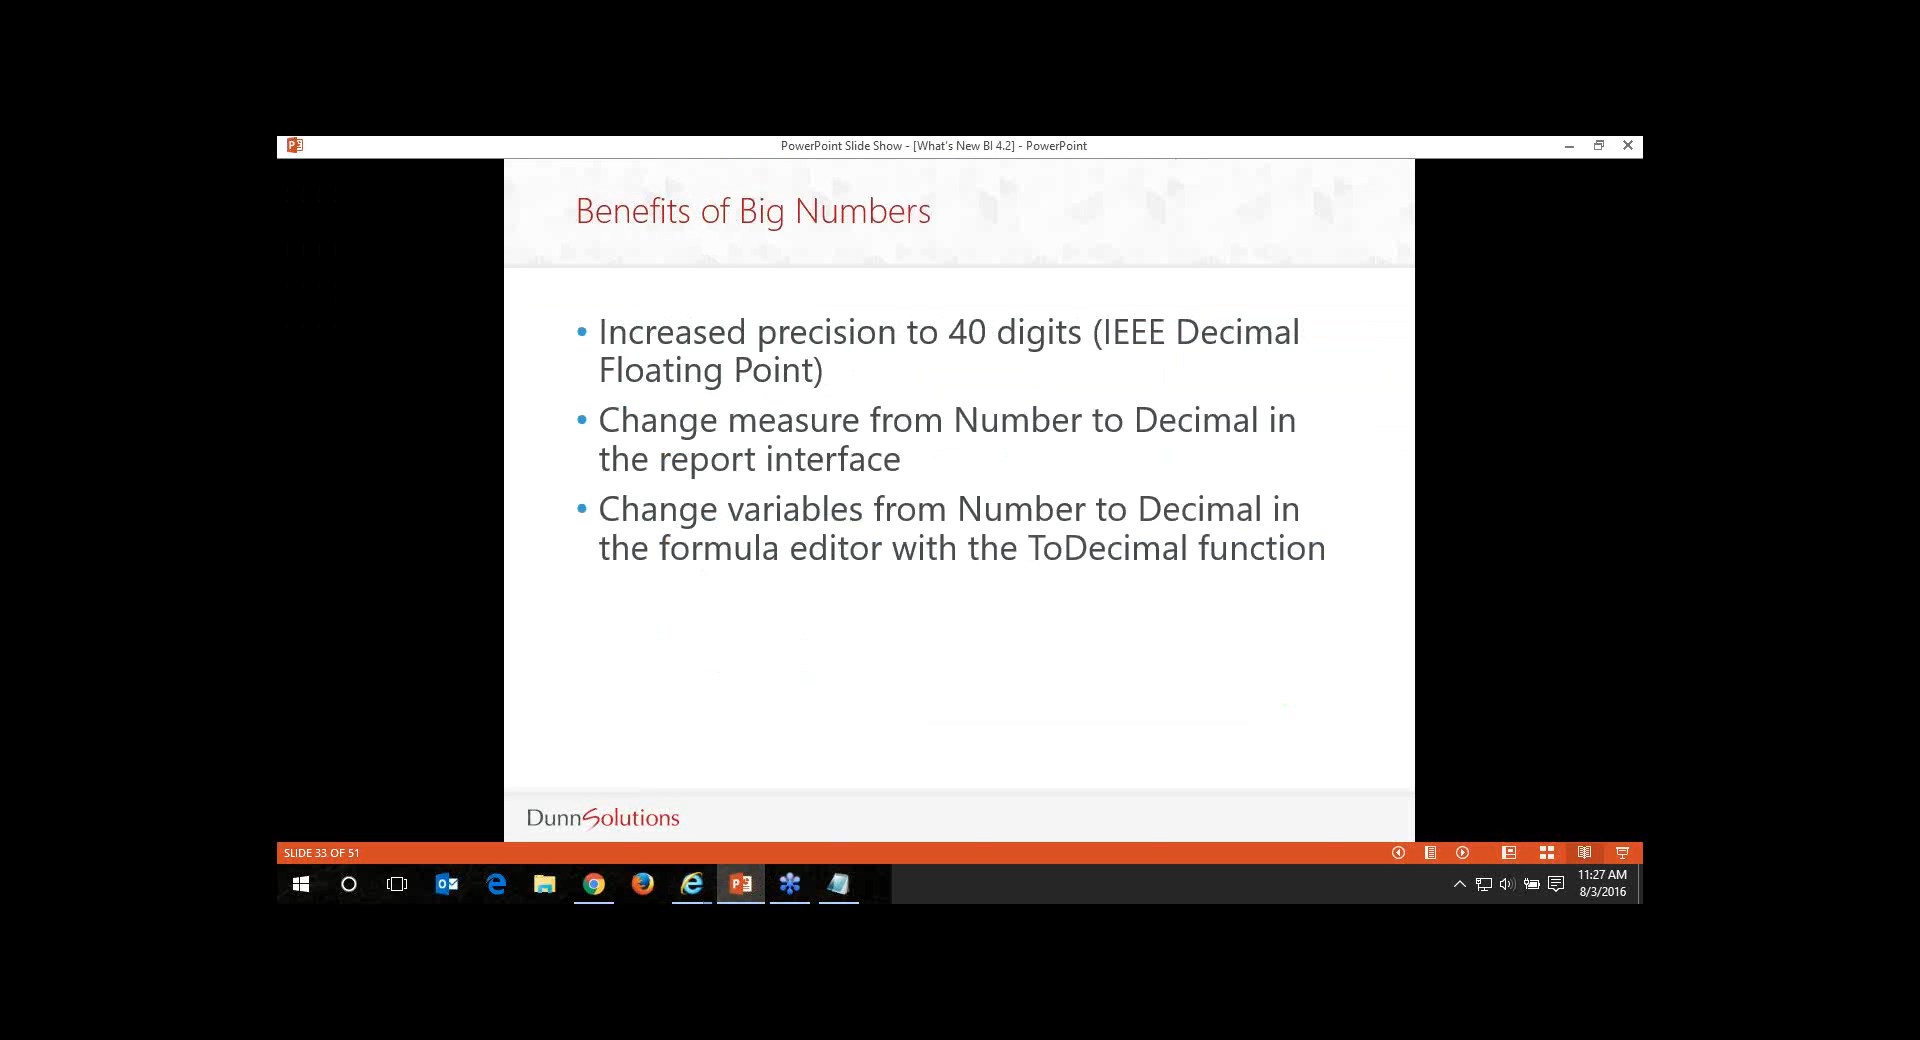 PowerPoint Slide Show - [What's New BI 4.2] - PowerPoint
Benefits of Big Numbers
• Increased precision to 40 digits (IEEE Decimal
Floating Point)
• Change measure from Number to Decimal in
the report interface
• Change variables from Number to Decimal in
the formula editor with the ToDecimal function
DunnSolutions
SLIDE 33 OF 51
11:27 AM
8/3/2016